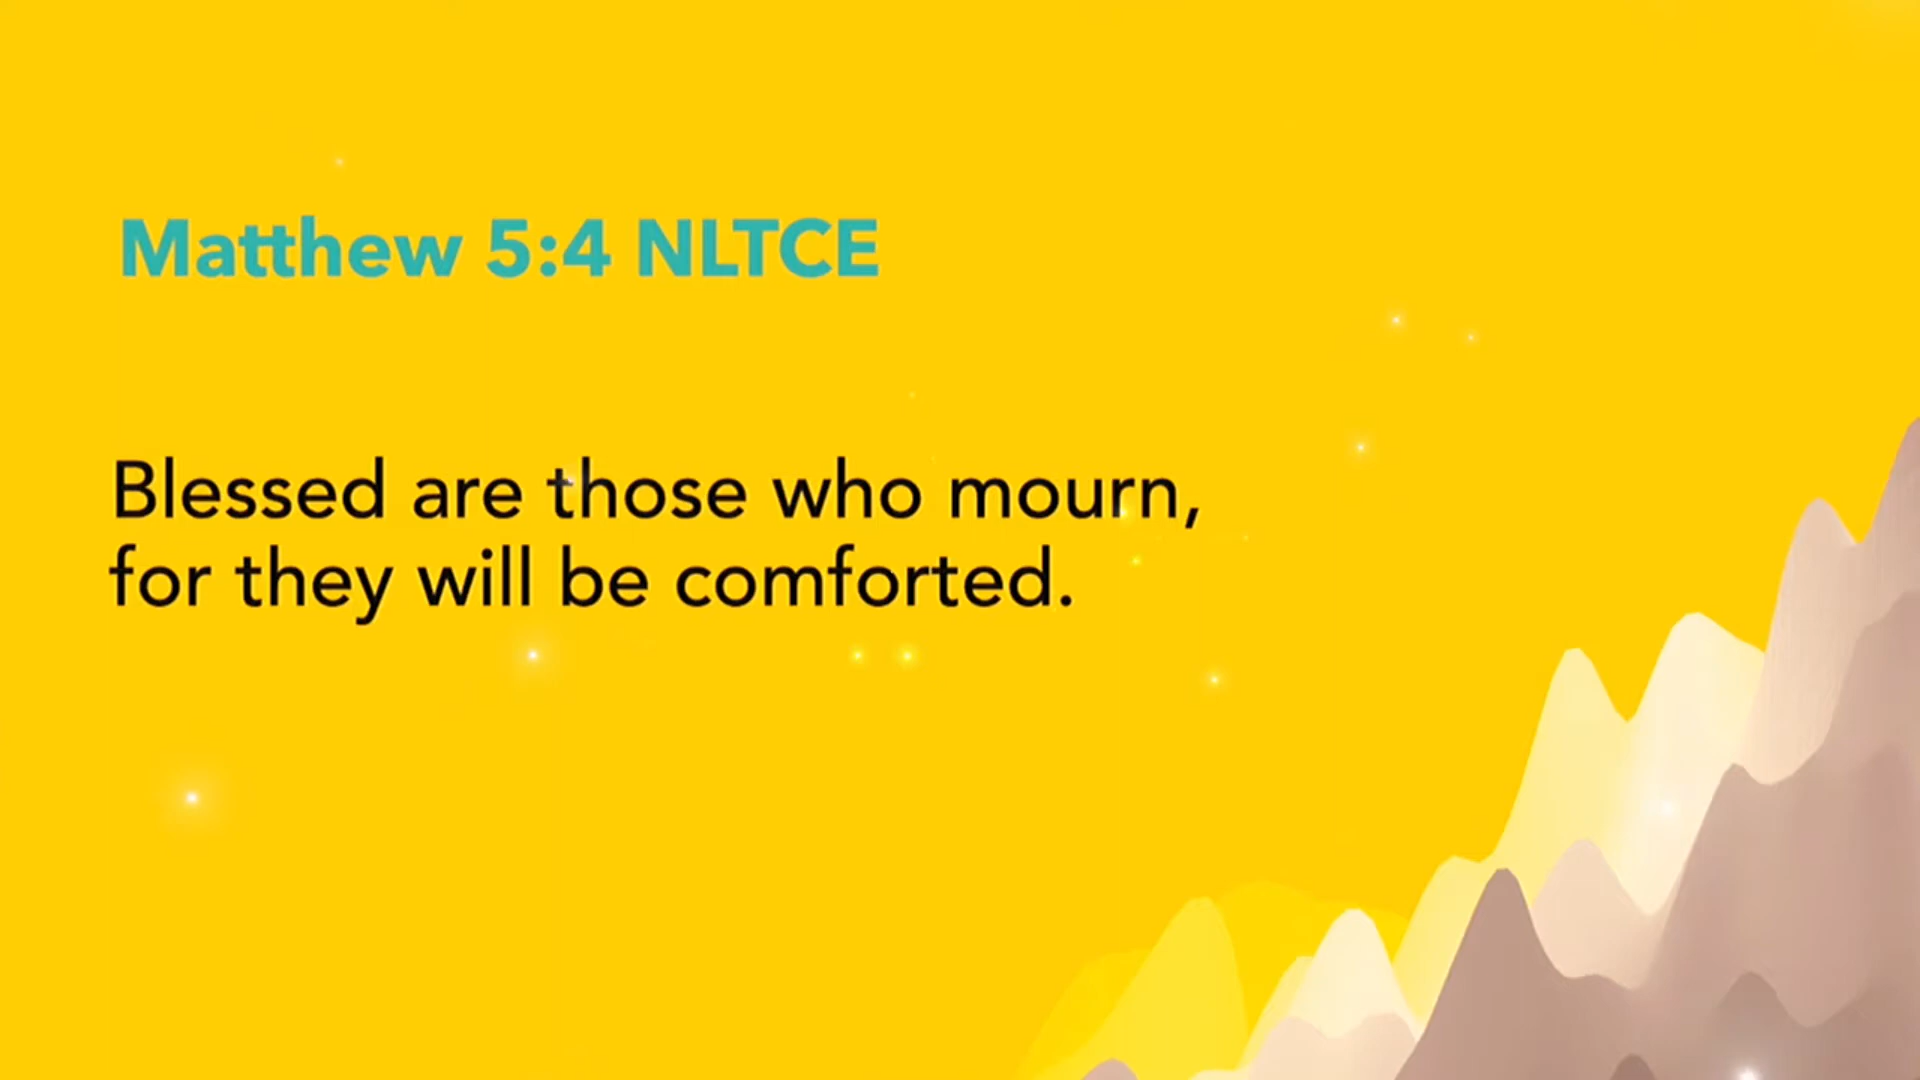 Matthew 5:4 NLTCE
Blessed are those who mourn,
for they will be comforted.